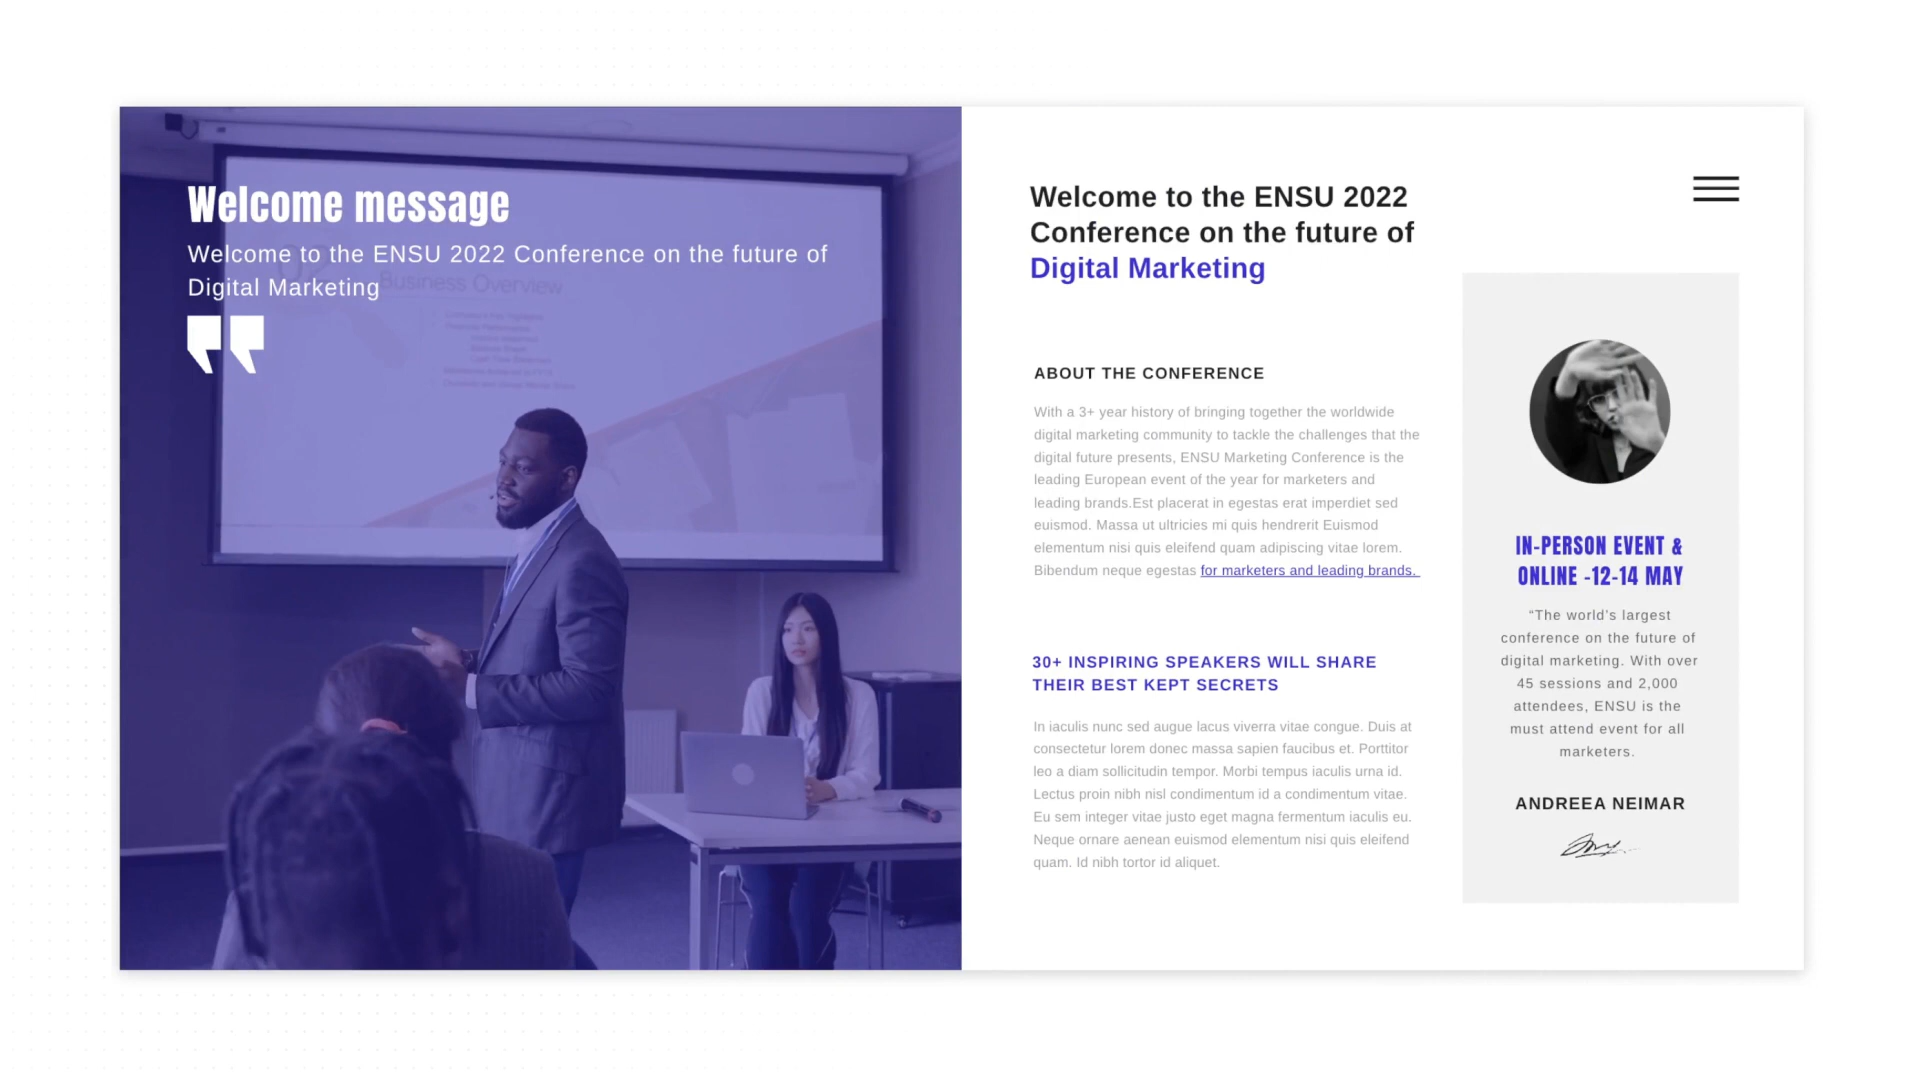 Welcome message
Welcome to the ENSU 2022 Conference on the future of
Digital Marketing
Business Overview
Welcome to the ENSU 2022
Conference on the future of
Digital Marketing
ABOUT THE CONFERENCE
With a 3+ year history of bringing together the worldwide
digital marketing community to tackle the challenges that the
digital future presents, ENSU Marketing Conference is the
leading European event of the year for marketers and
leading brands.Est placerat in egestas erat imperdiet sed
euismod. Massa ut ultricies mi quis hendrerit Euismod
elementum nisi quis eleifend quam adipiscing vitae lorem.
Bibendum neque egestas for marketers and leading brands.
30+ INSPIRING SPEAKERS WILL SHARE
THEIR BEST KEPT SECRETS
In iaculis nunc sed augue lacus viverra vitae congue. Duis at
consectetur lorem donec massa sapien faucibus et. Porttitor
leo a diam sollicitudin tempor. Morbi tempus iaculis urna id.
Lectus proin nibh nisl condimentum id a condimentum vitae.
Eu sem integer vitae justo eget magna fermentum iaculis eu.
Neque ornare aenean euismod elementum nisi quis eleifend
quam. Id nibh tortor id aliquet.
IN-PERSON EVENT &
ONLINE -12-14 MAY
“The world’s largest
conference on the future of
digital marketing. With over
45 sessions and 2,000
attendees, ENSU is the
must attend event for all
marketers.
ANDREEA NEIMAR